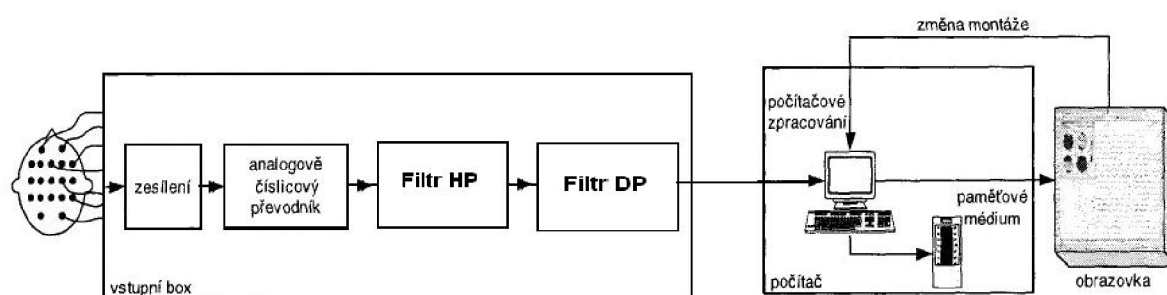 změna montáže
počítačové
zpracování
zesílení
analogově
číslicový
převodník
Filtr HP
Filtr DP
paměťové
médium
vstupní box
počítač
obrazovka